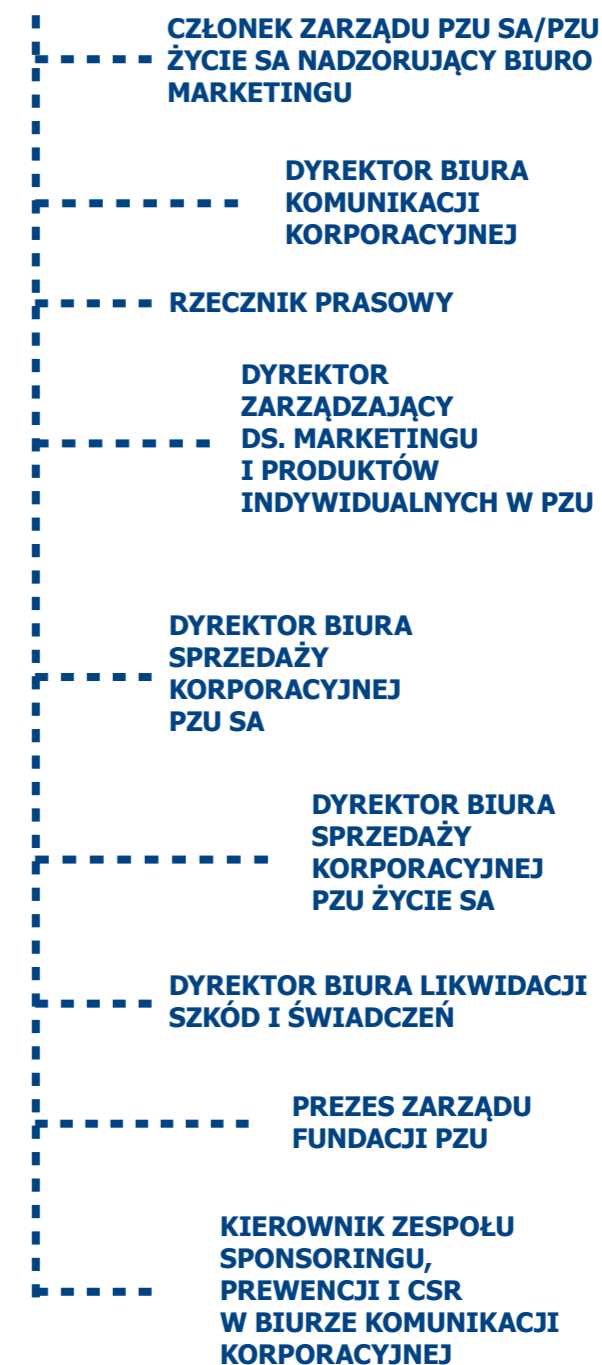 CZŁONEK ZARZĄDU PZU SA/PZU
ŻYCIE SA NADZORUJĄCY BIURO
MARKETINGU
DYREKTOR BIURA
KOMUNIKACJI
KORPORACYJNEJ
RZECZNIK PRASOWY
DYREKTOR
ZARZĄDZAJĄCY
DS. MARKETINGU
I PRODUKTÓW
INDYWIDUALNYCH W PZU
DYREKTOR BIURA
SPRZEDAŻY
KORPORACYJNEJ
PZU SA
DYREKTOR BIURA
SPRZEDAŻY
KORPORACYJNEJ
PZU ŻYCIE SA
DYREKTOR BIURA LIKWIDACJI
SZKÓD I ŚWIADCZEŃ
PREZES ZARZĄDU
FUNDACJI PZU
KIEROWNIK ZESPOŁU
SPONSORINGU,
PREWENCJI I CSR
W BIURZE KOMUNIKACJI
KORPORACYJNEJ